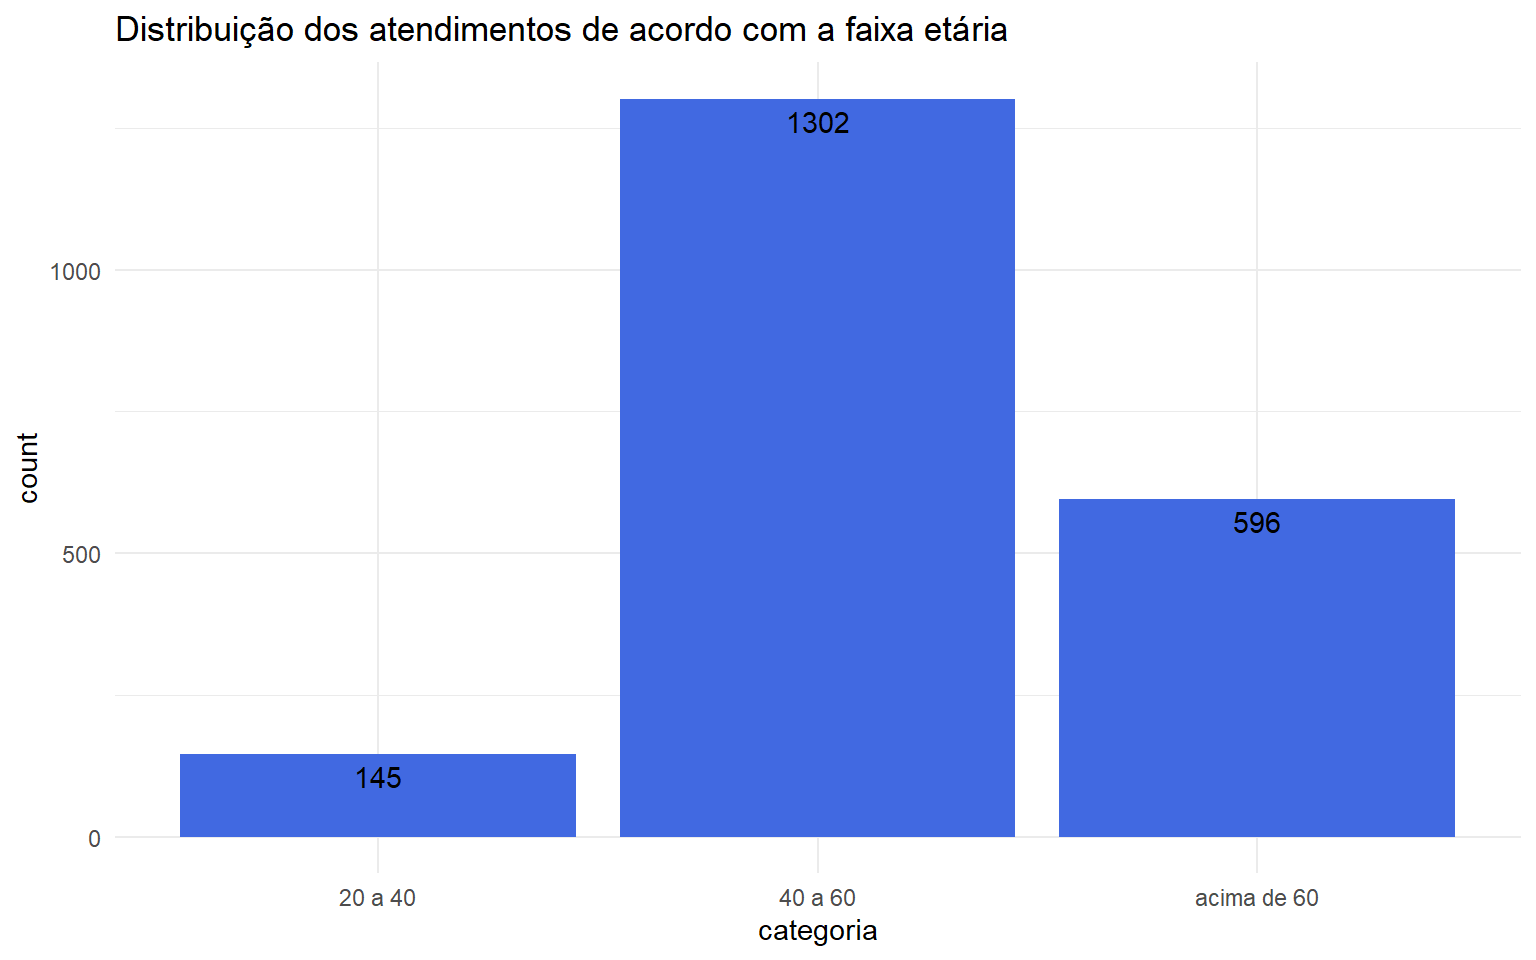 Distribuição dos atendimentos de acordo com a faixa etária
1302
1000
count
596
500
145
0
20 a 40
40 a 60
acima de 60
categoria